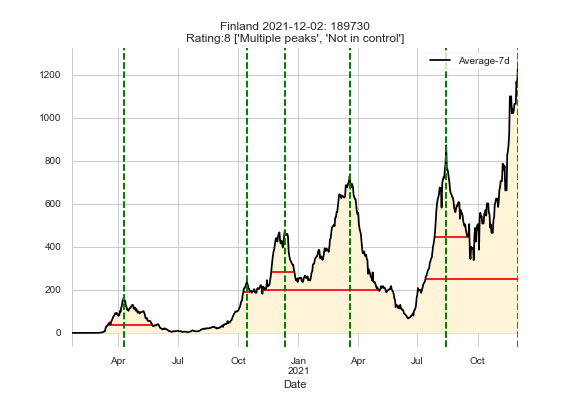 Finland 2021-12-02: 189730
Rating:8 ['Multiple peaks', 'Not in control']
Average-7d
1200
1000
800
600
400
200
0
Apr Jul Oct Jan Apr Jul Oct
2021
Date